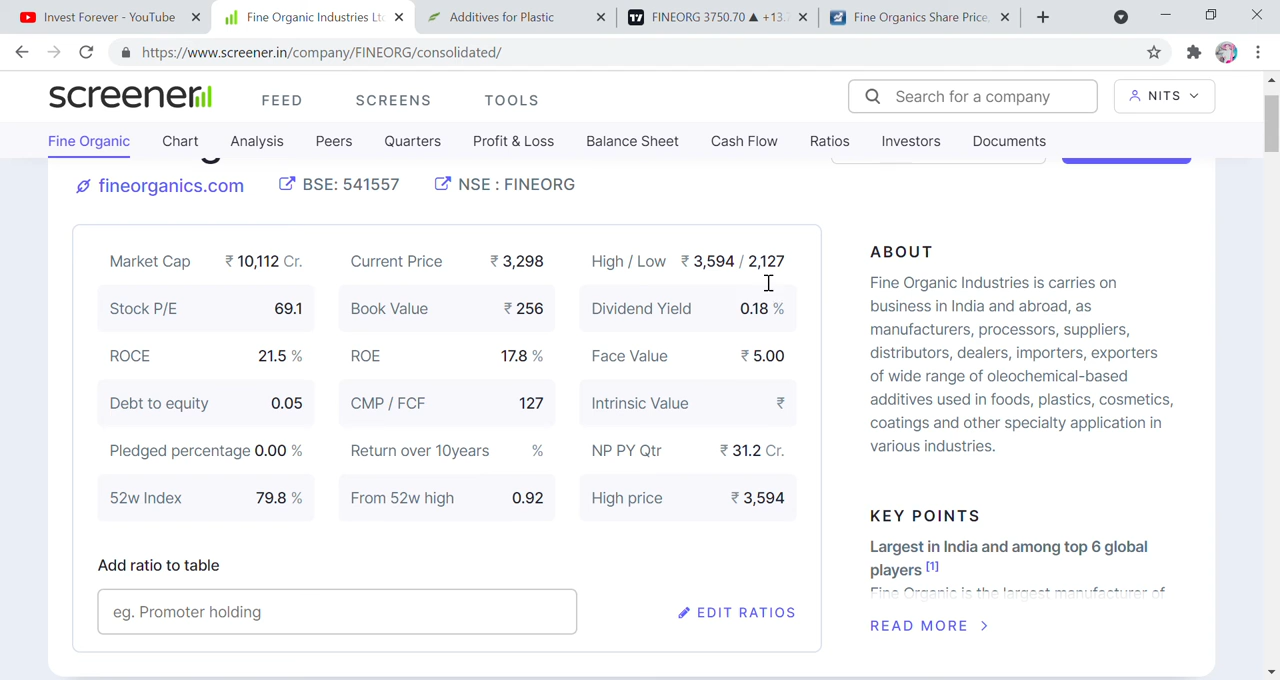 Invest Forever - YouTube
Fine Organic Industries Lt
Additives for Plastic
FINEORG 3750.70 ▲ +13.
Fine Organics Share Price,
https://www.screener.in/company/FINEORG/consolidated/
screener
FEED
SCREENS
TOOLS
Search for a company
NITS
Fine Organic
Chart
Analysis
Peers
Quarters
Profit & Loss
Balance Sheet
Cash Flow
Ratios
Investors
Documents
fineorganics.com
BSE: 541557
NSE : FINEORG
Market Cap ₹ 10,112 Cr.
Current Price ₹ 3,298
High / Low ₹ 3,594 / 2,127
Stock P/E 69.1
Book Value ₹ 256
Dividend Yield 0.18 %
ROCE 21.5 %
ROE 17.8 %
Face Value ₹ 5.00
Debt to equity 0.05
CMP / FCF 127
Intrinsic Value ₹
Pledged percentage 0.00 %
Return over 10years %
NP PY Qtr ₹ 31.2 Cr.
52w Index 79.8 %
From 52w high 0.92
High price ₹ 3,594
Add ratio to table
eg. Promoter holding
EDIT RATIOS
ABOUT
Fine Organic Industries is carries on
business in India and abroad, as
manufacturers, processors, suppliers,
distributors, dealers, importers, exporters
of wide range of oleochemical-based
additives used in foods, plastics, cosmetics,
coatings and other specialty application in
various industries.
KEY POINTS
Largest in India and among top 6 global
players [1]
Fine Organic is the largest manufacturer of
READ MORE >